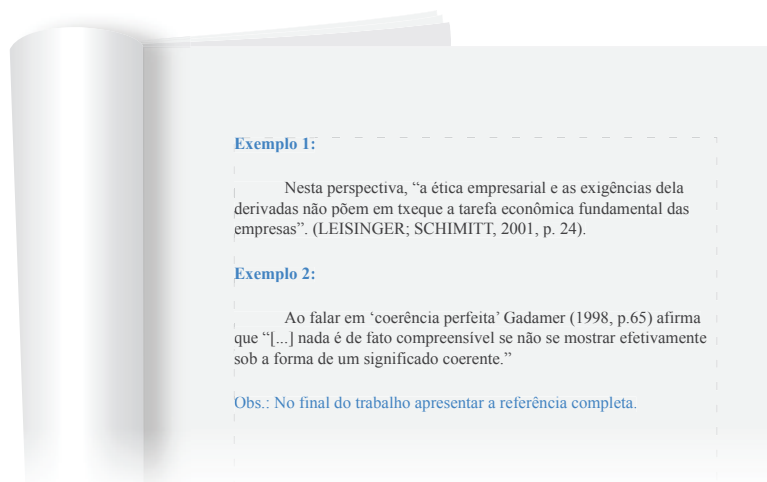 Exemplo 1:
Nesta perspectiva, “a ética empresarial e as exigências dela
derivadas não põem em txeque a tarefa econômica fundamental das
empresas”. (LEISINGER; SCHIMITT, 2001, p. 24).
Exemplo 2:
Ao falar em ‘coerência perfeita’ Gadamer (1998, p.65) afirma
que “[...] nada é de fato compreensível se não se mostrar efetivamente
sob a forma de um significado coerente.”
Obs.: No final do trabalho apresentar a referência completa.